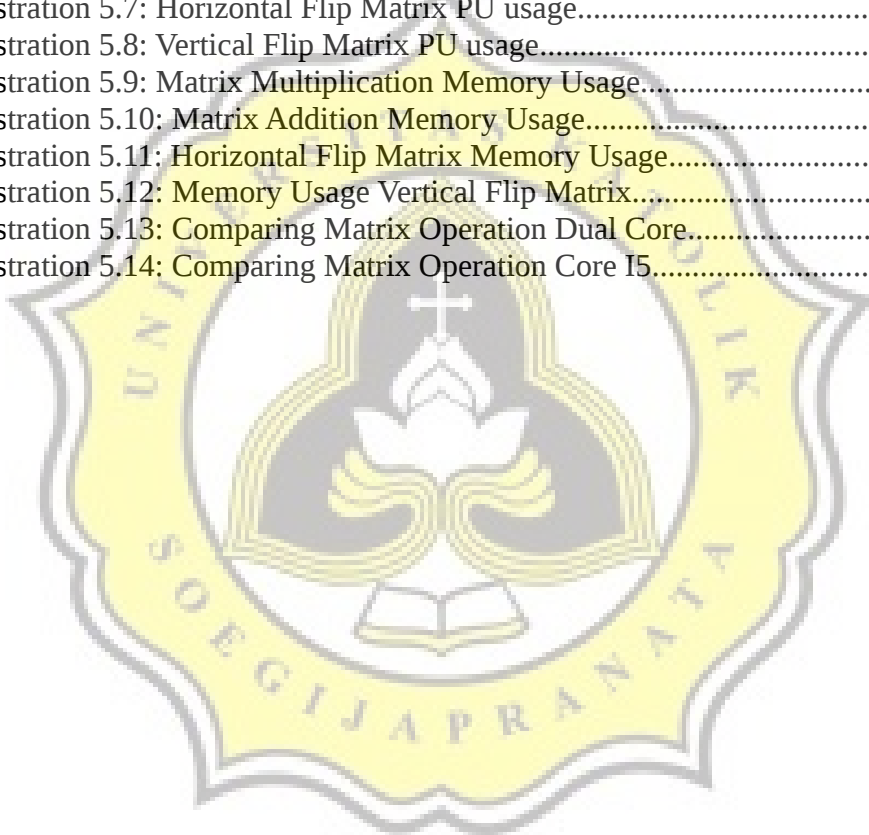 stration 5.7: Horizontal Flip Matrix PU usage
stration 5.8: Vertical Flip Matrix PU usage
stration 5.9: Matrix Multiplication Memory Usage
stration 5.10: Matrix Addition Memory Usage
stration 5.11: Horizontal Flip Matrix Memory Usage
stration 5.12: Memory Usage Vertical Flip Matrix
stration 5.13: Comparing Matrix Operation Dual Core
stration 5.14: Comparing Matrix Operation Core I5
UNIVERSITAS KATOLIK
SOEGIJAPRANATA